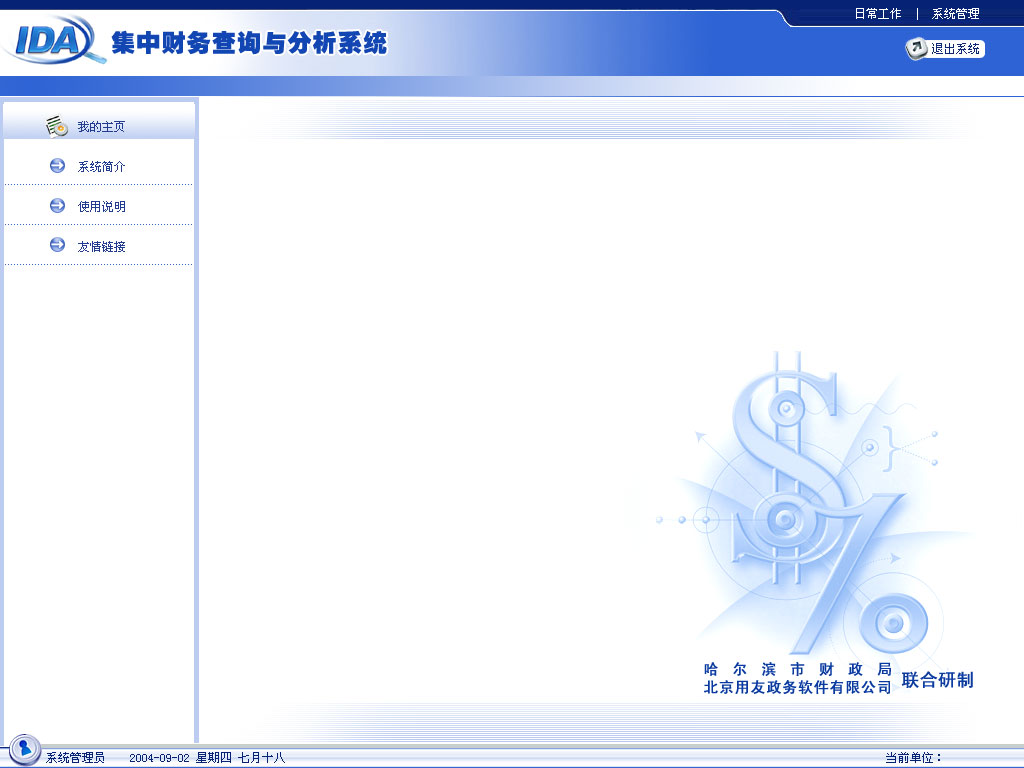 日常工作 | 系统管理
IDA 集中财务查询与分析系统
退出系统
我的主页
系统简介
使用说明
友情链接
哈尔滨市财政局
北京用友政务软件有限公司 联合研制
系统管理员 2004-09-02 星期四 七月十八 当前单位：